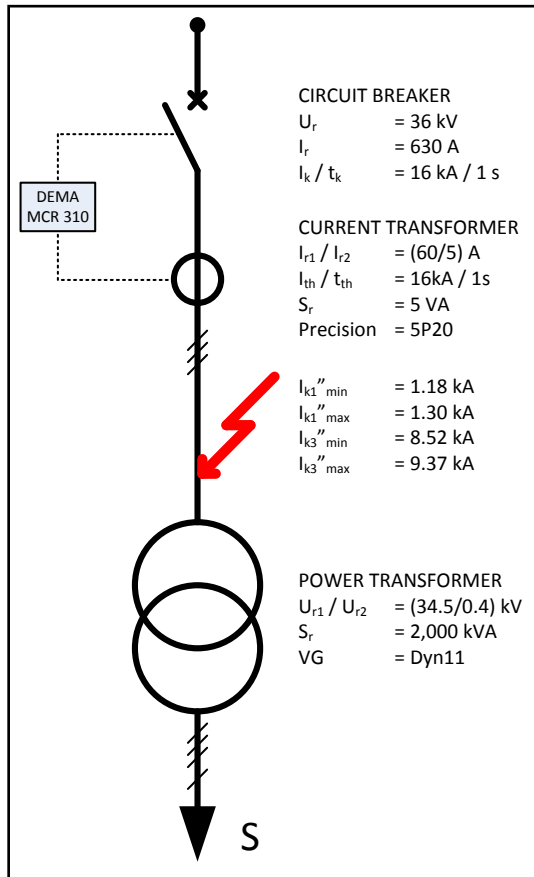 CIRCUIT BREAKER
Ur = 36 kV
Ir = 630 A
Ik / tk = 16 kA / 1 s
DEMA
MCR 310
CURRENT TRANSFORMER
Ir1 / Ir2 = (60/5) A
Ith / tth = 16kA / 1s
Sr = 5 VA
Precision = 5P20
Ik1″min = 1.18 kA
Ik1″max = 1.30 kA
Ik3″min = 8.52 kA
Ik3″max = 9.37 kA
POWER TRANSFORMER
Ur1 / Ur2 = (34.5/0.4) kV
Sr = 2,000 kVA
VG = Dyn11
S